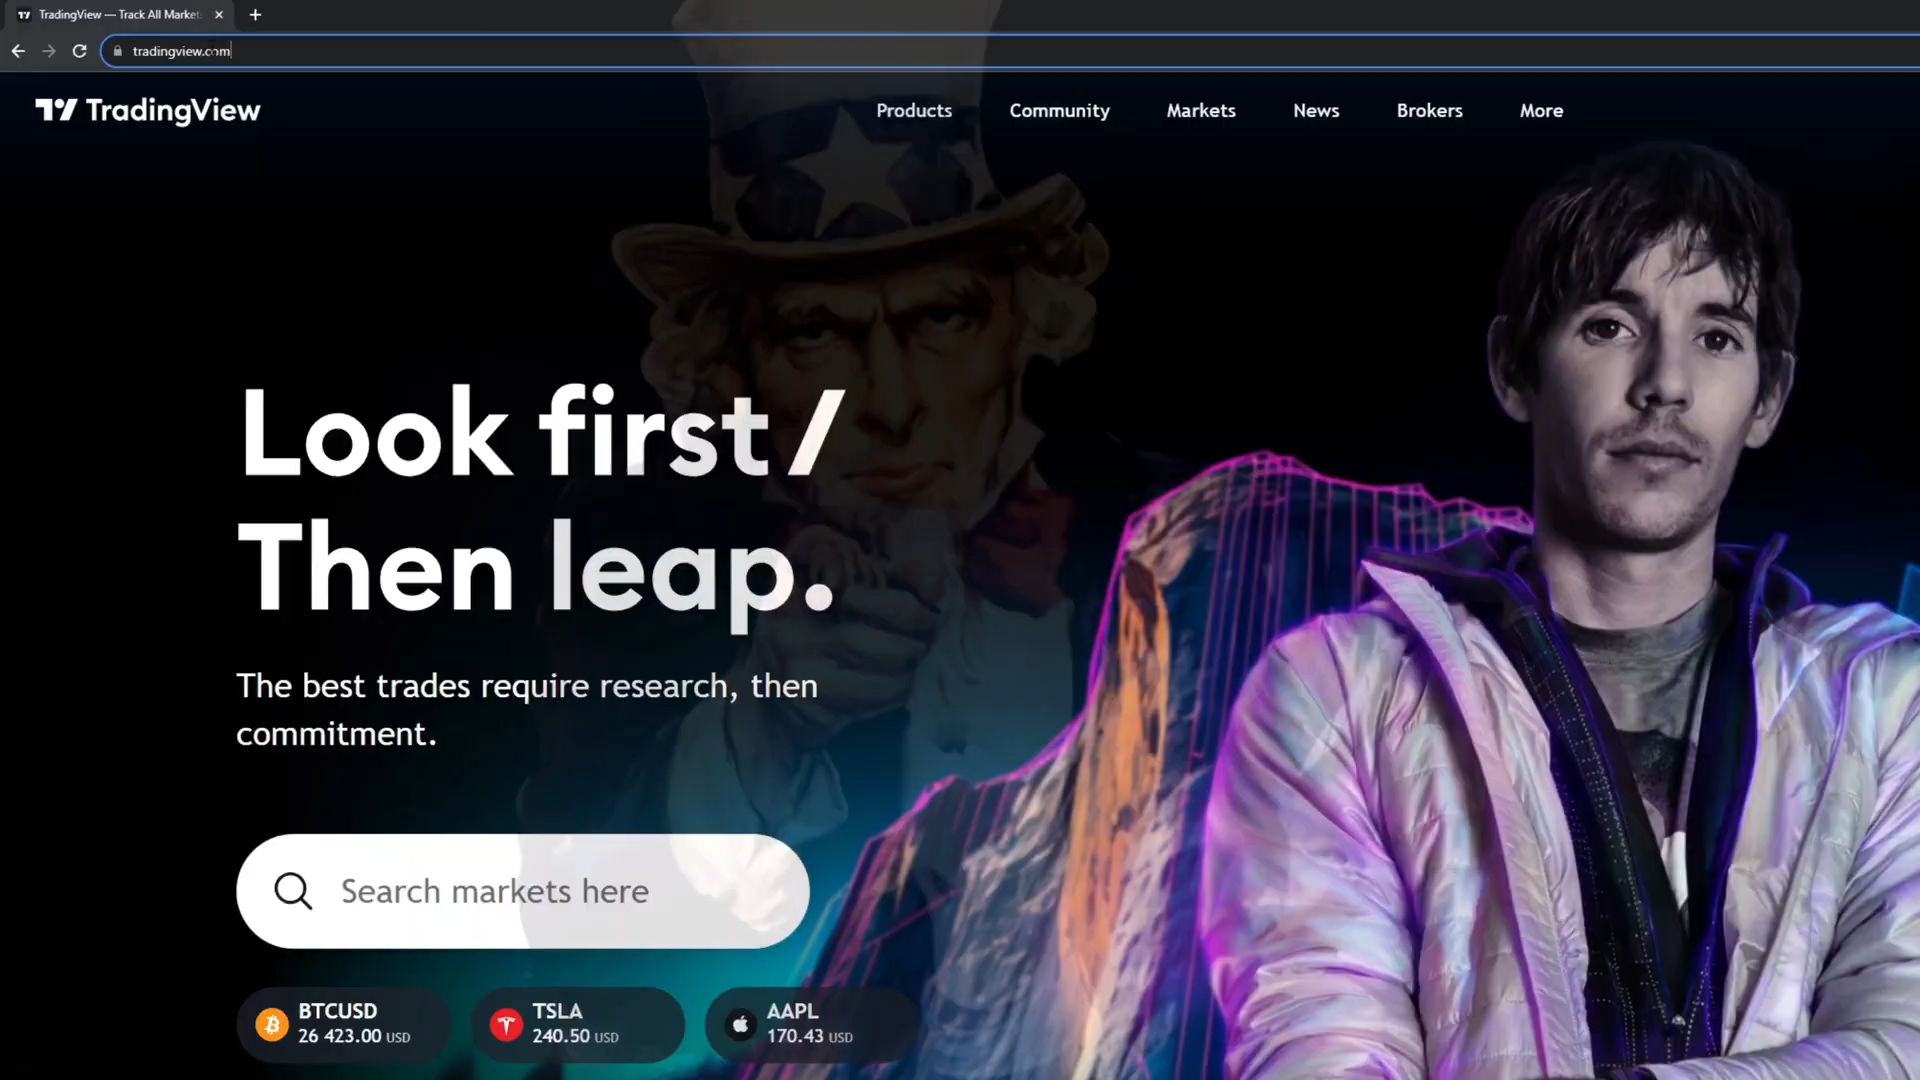 TradingView — Track All Market
tradingview.com
TradingView
Products
Community
Markets
News
Brokers
More
Look first /
Then leap.
The best trades require research, then
commitment.
Search markets here
BTCUSD
26 423.00 USD
TSLA
240.50 USD
AAPL
170.43 USD